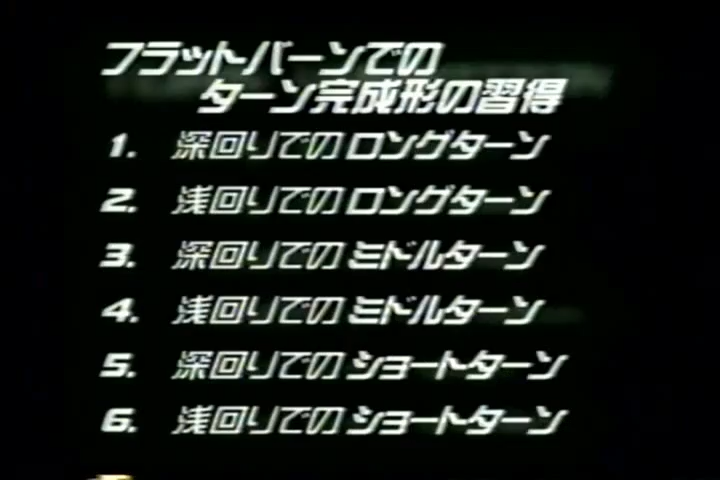 フラットバーンでの
ターン完成形の習得
1. 深回りでのロングターン
2. 浅回りでのロングターン
3. 深回りでのミドルターン
4. 浅回りでのミドルターン
5. 深回りでのショートターン
6. 浅回りでのショートターン